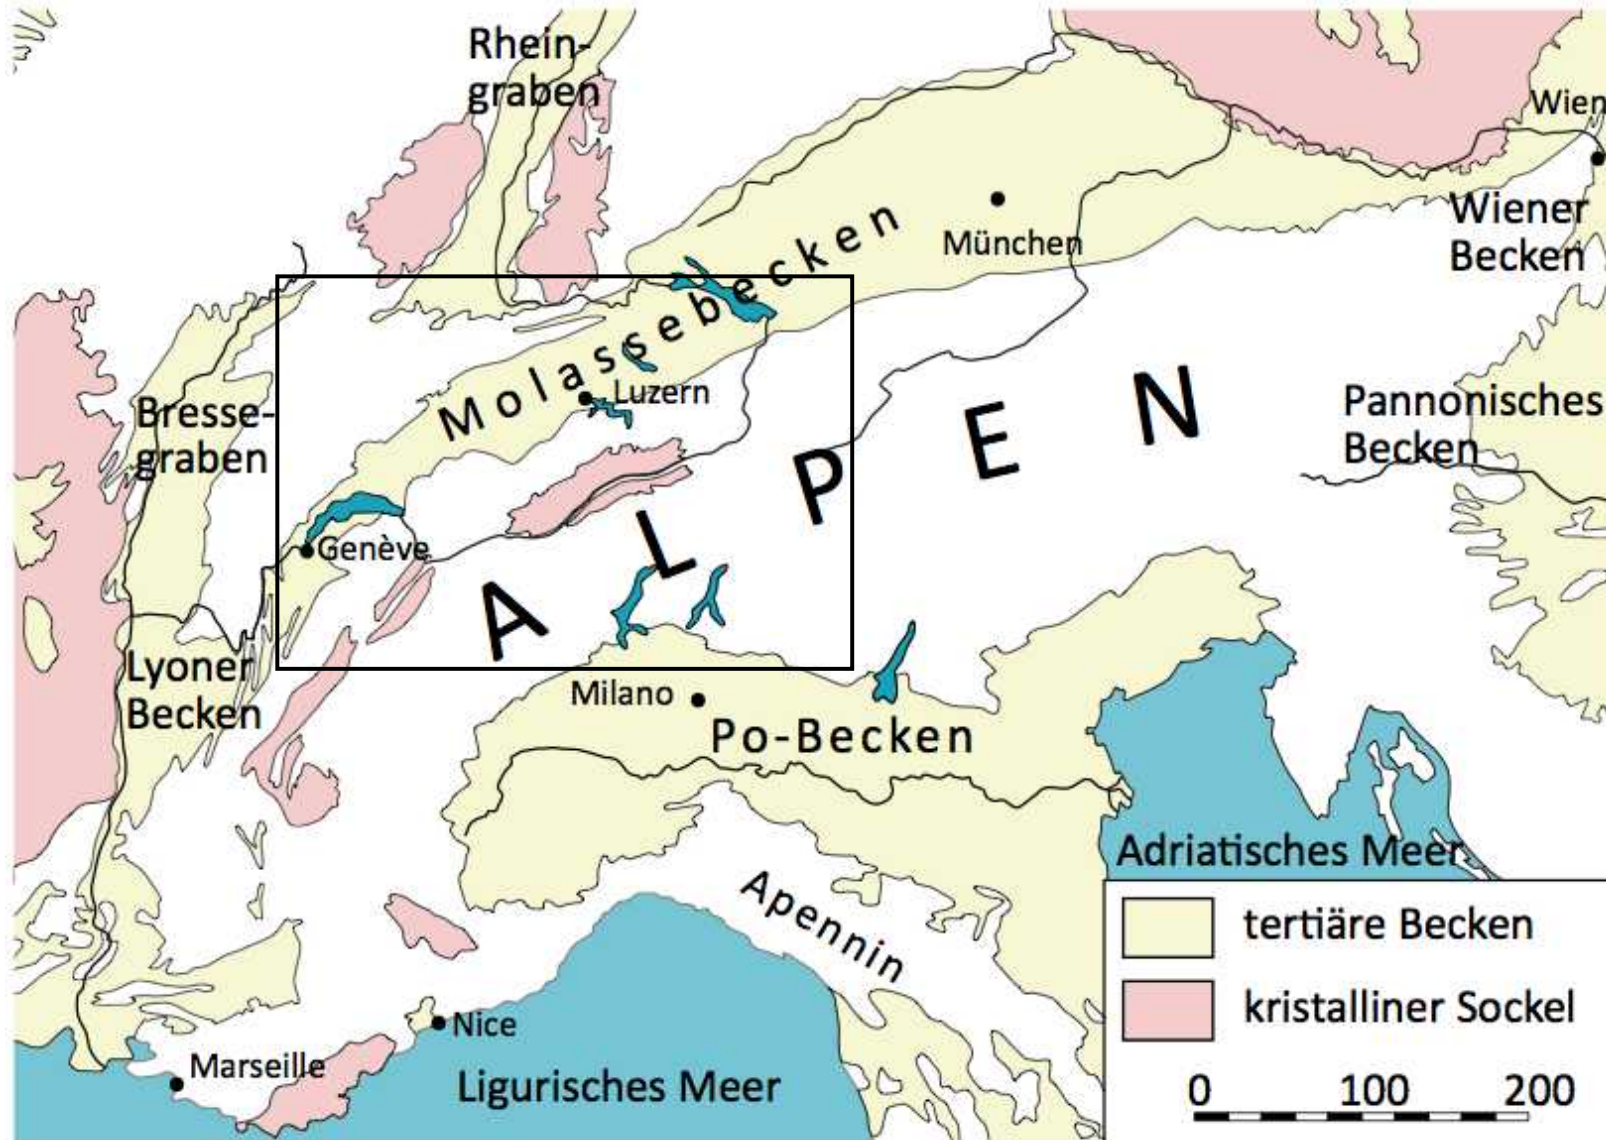 Rhein-
graben
Wien
Wiener
Becken
München
Molassebecken
Luzern
Bresse-
graben
Pannonisches
Becken
ALPEN
Genève
Lyoner
Becken
Milano
Po-Becken
Adriatisches Meer
Apennin
Nice
Marseille
Ligurisches Meer
tertiäre Becken
kristalliner Sockel
0 100 200